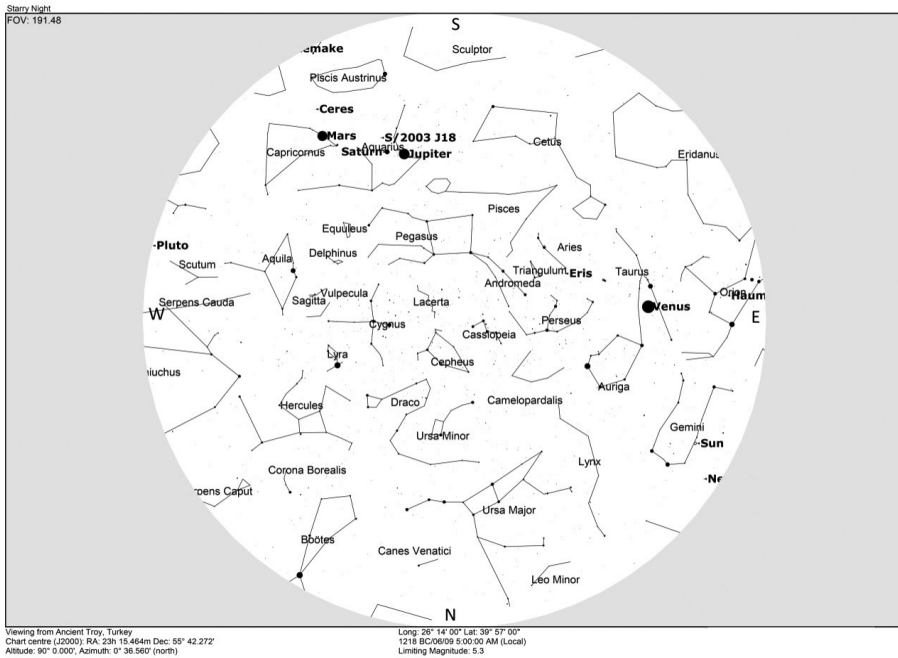 Starry Night
FOV: 191.48
S
emake
Sculptor
Piscis Austrinus
Ceres
Mars
S/2003 J18
Capricornus
Aquarius
Saturn
Jupiter
Cetus
Eridanus
Pisces
Equuleus
Pegasus
Pluto
Aquila
Delphinus
Aries
Scutum
Triangulum
Eris
Taurus
Andromeda
Serpens Cauda
Sagitta
Vulpecula
Lacerta
Orion
Haum
Venus
W
Cygnus
Cassiopeia
Perseus
E
Lyra
Cepheus
niuchus
Auriga
Hercules
Draco
Camelopardalis
Ursa Minor
Gemini
Sun
Corona Borealis
Lynx
Ne
rpens Caput
Ursa Major
Boötes
Canes Venatici
Leo Minor
N
Viewing from Ancient Troy, Turkey
Chart centre (J2000): RA: 23h 15.464m Dec: 55° 42.272'
Altitude: 90° 0.000', Azimuth: 0° 36.560' (north)
Long: 26° 14' 00" Lat: 39° 57' 00"
1218 BC/06/09 5:00:00 AM (Local)
Limiting Magnitude: 5.3